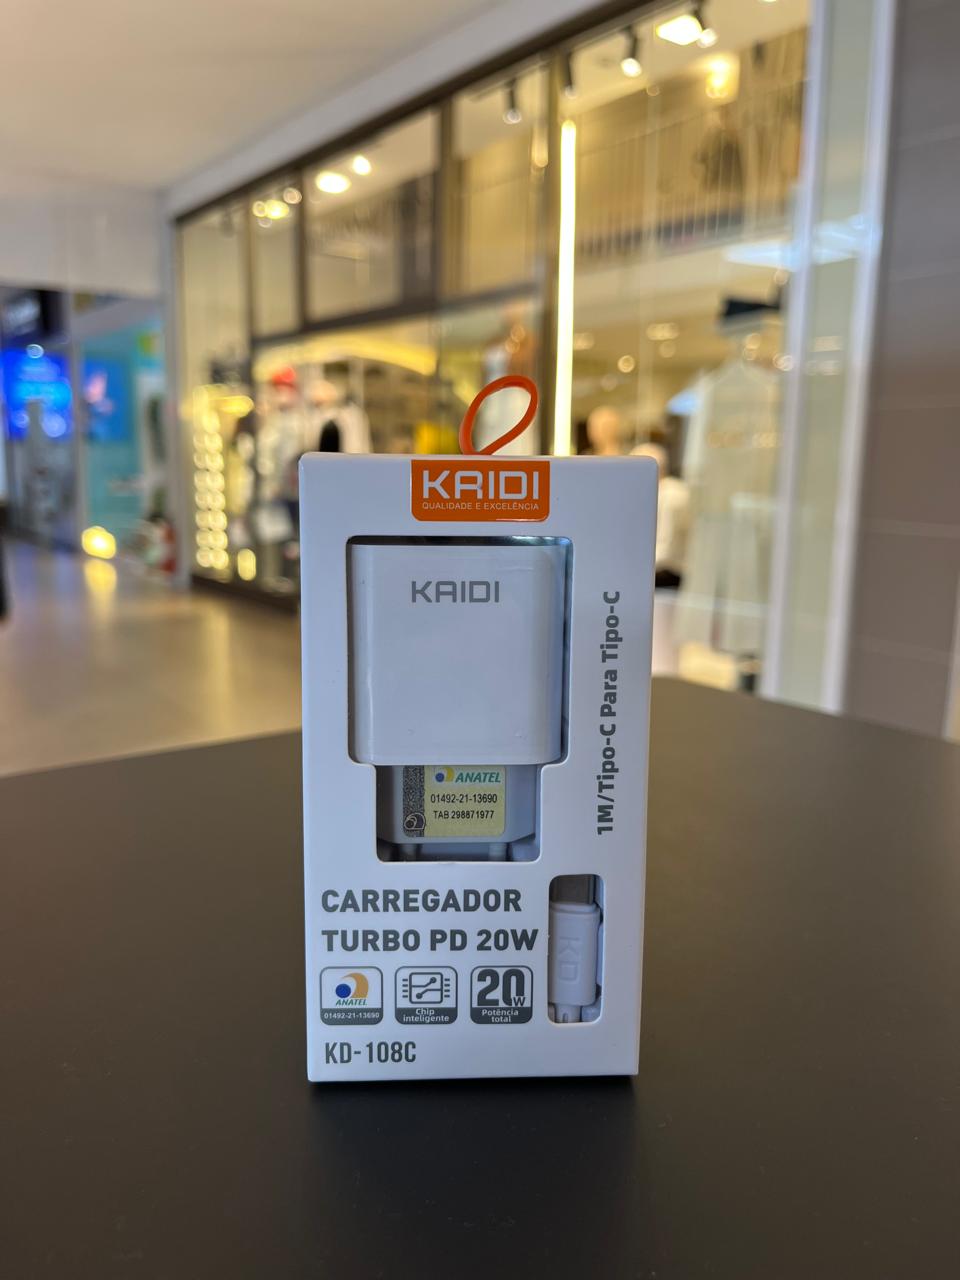 KAIDI
QUALIDADE E EXCELÊNCIA
KAIDI
1M/Tipo-C Para Tipo-C
ANATEL
01492-21-13690
TAB 298871977
CARREGADOR
TURBO PD 20W
KD
ANATEL
01492-21-13690
Chip
inteligente
20W
Potência
total
KD-108C